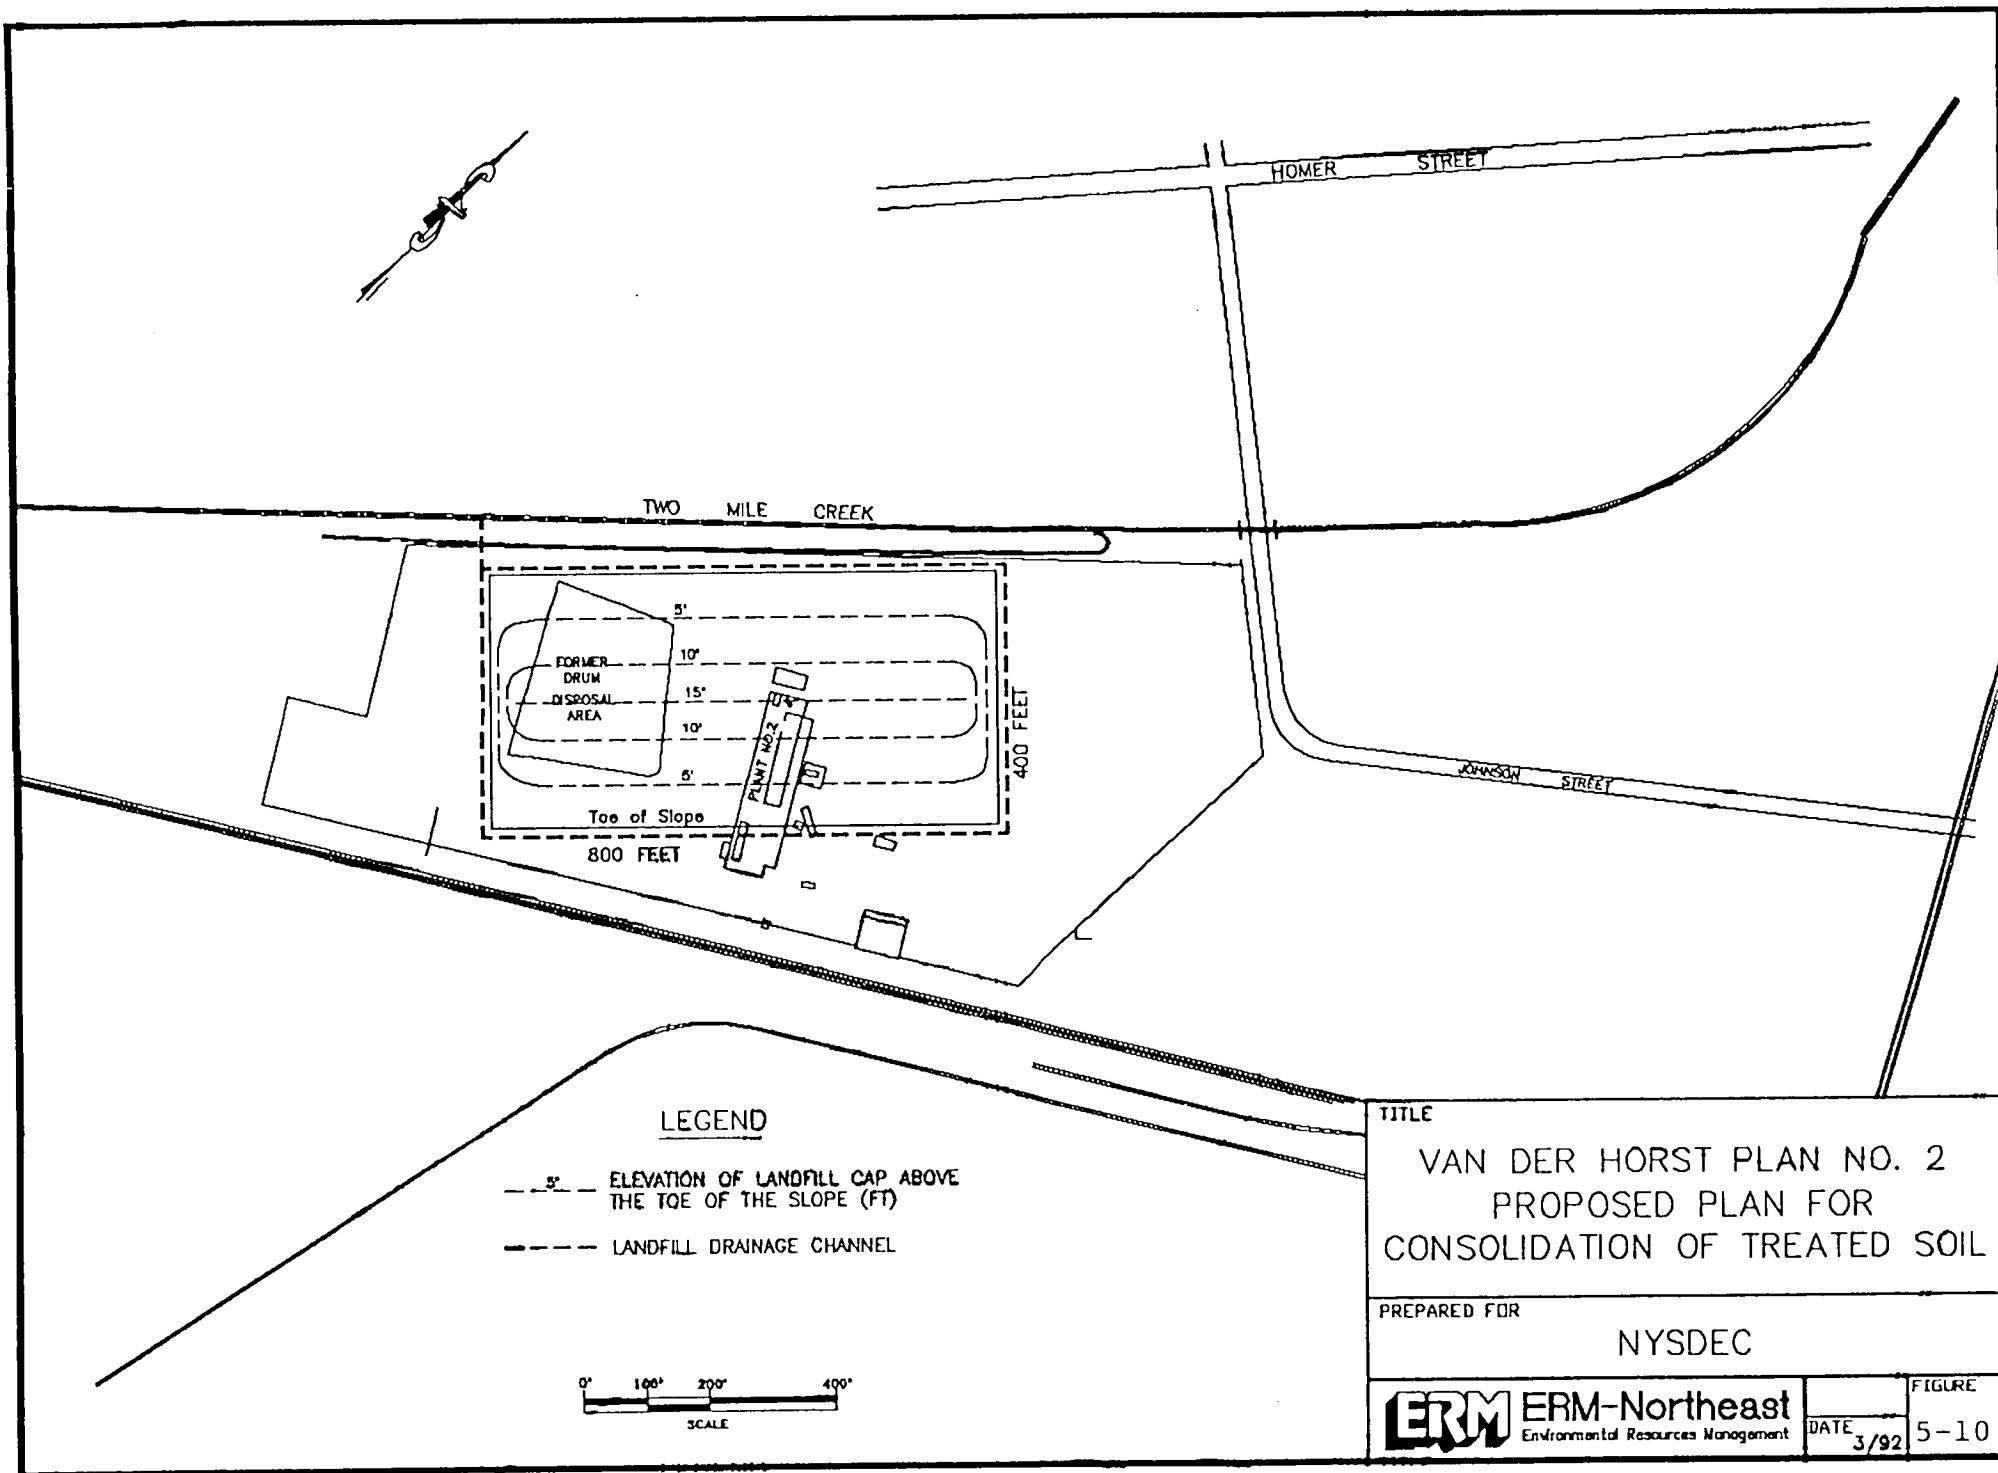 HOMER STREET
TWO MILE CREEK
5'
10'
FORMER
DRUM
DISPOSAL
AREA
15'
10'
5'
PLANT NO.2
400 FEET
Toe of Slope
800 FEET
JOHNSON STREET
LEGEND
5' ELEVATION OF LANDFILL CAP ABOVE
THE TOE OF THE SLOPE (FT)
LANDFILL DRAINAGE CHANNEL
0' 100' 200' 400'
SCALE
TITLE
VAN DER HORST PLAN NO. 2
PROPOSED PLAN FOR
CONSOLIDATION OF TREATED SOIL
PREPARED FOR
NYSDEC
ERM ERM-Northeast
Environmental Resources Management
DATE 3/92
FIGURE
5-10